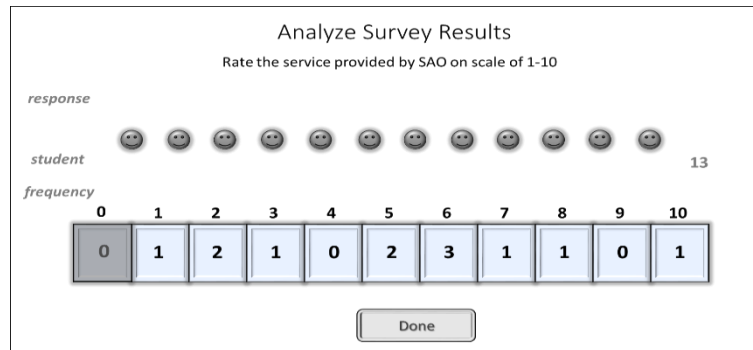 Analyze Survey Results
Rate the service provided by SAO on scale of 1-10
response
student 13
frequency
0 1 2 3 4 5 6 7 8 9 10
0 1 2 1 0 2 3 1 1 0 1
Done